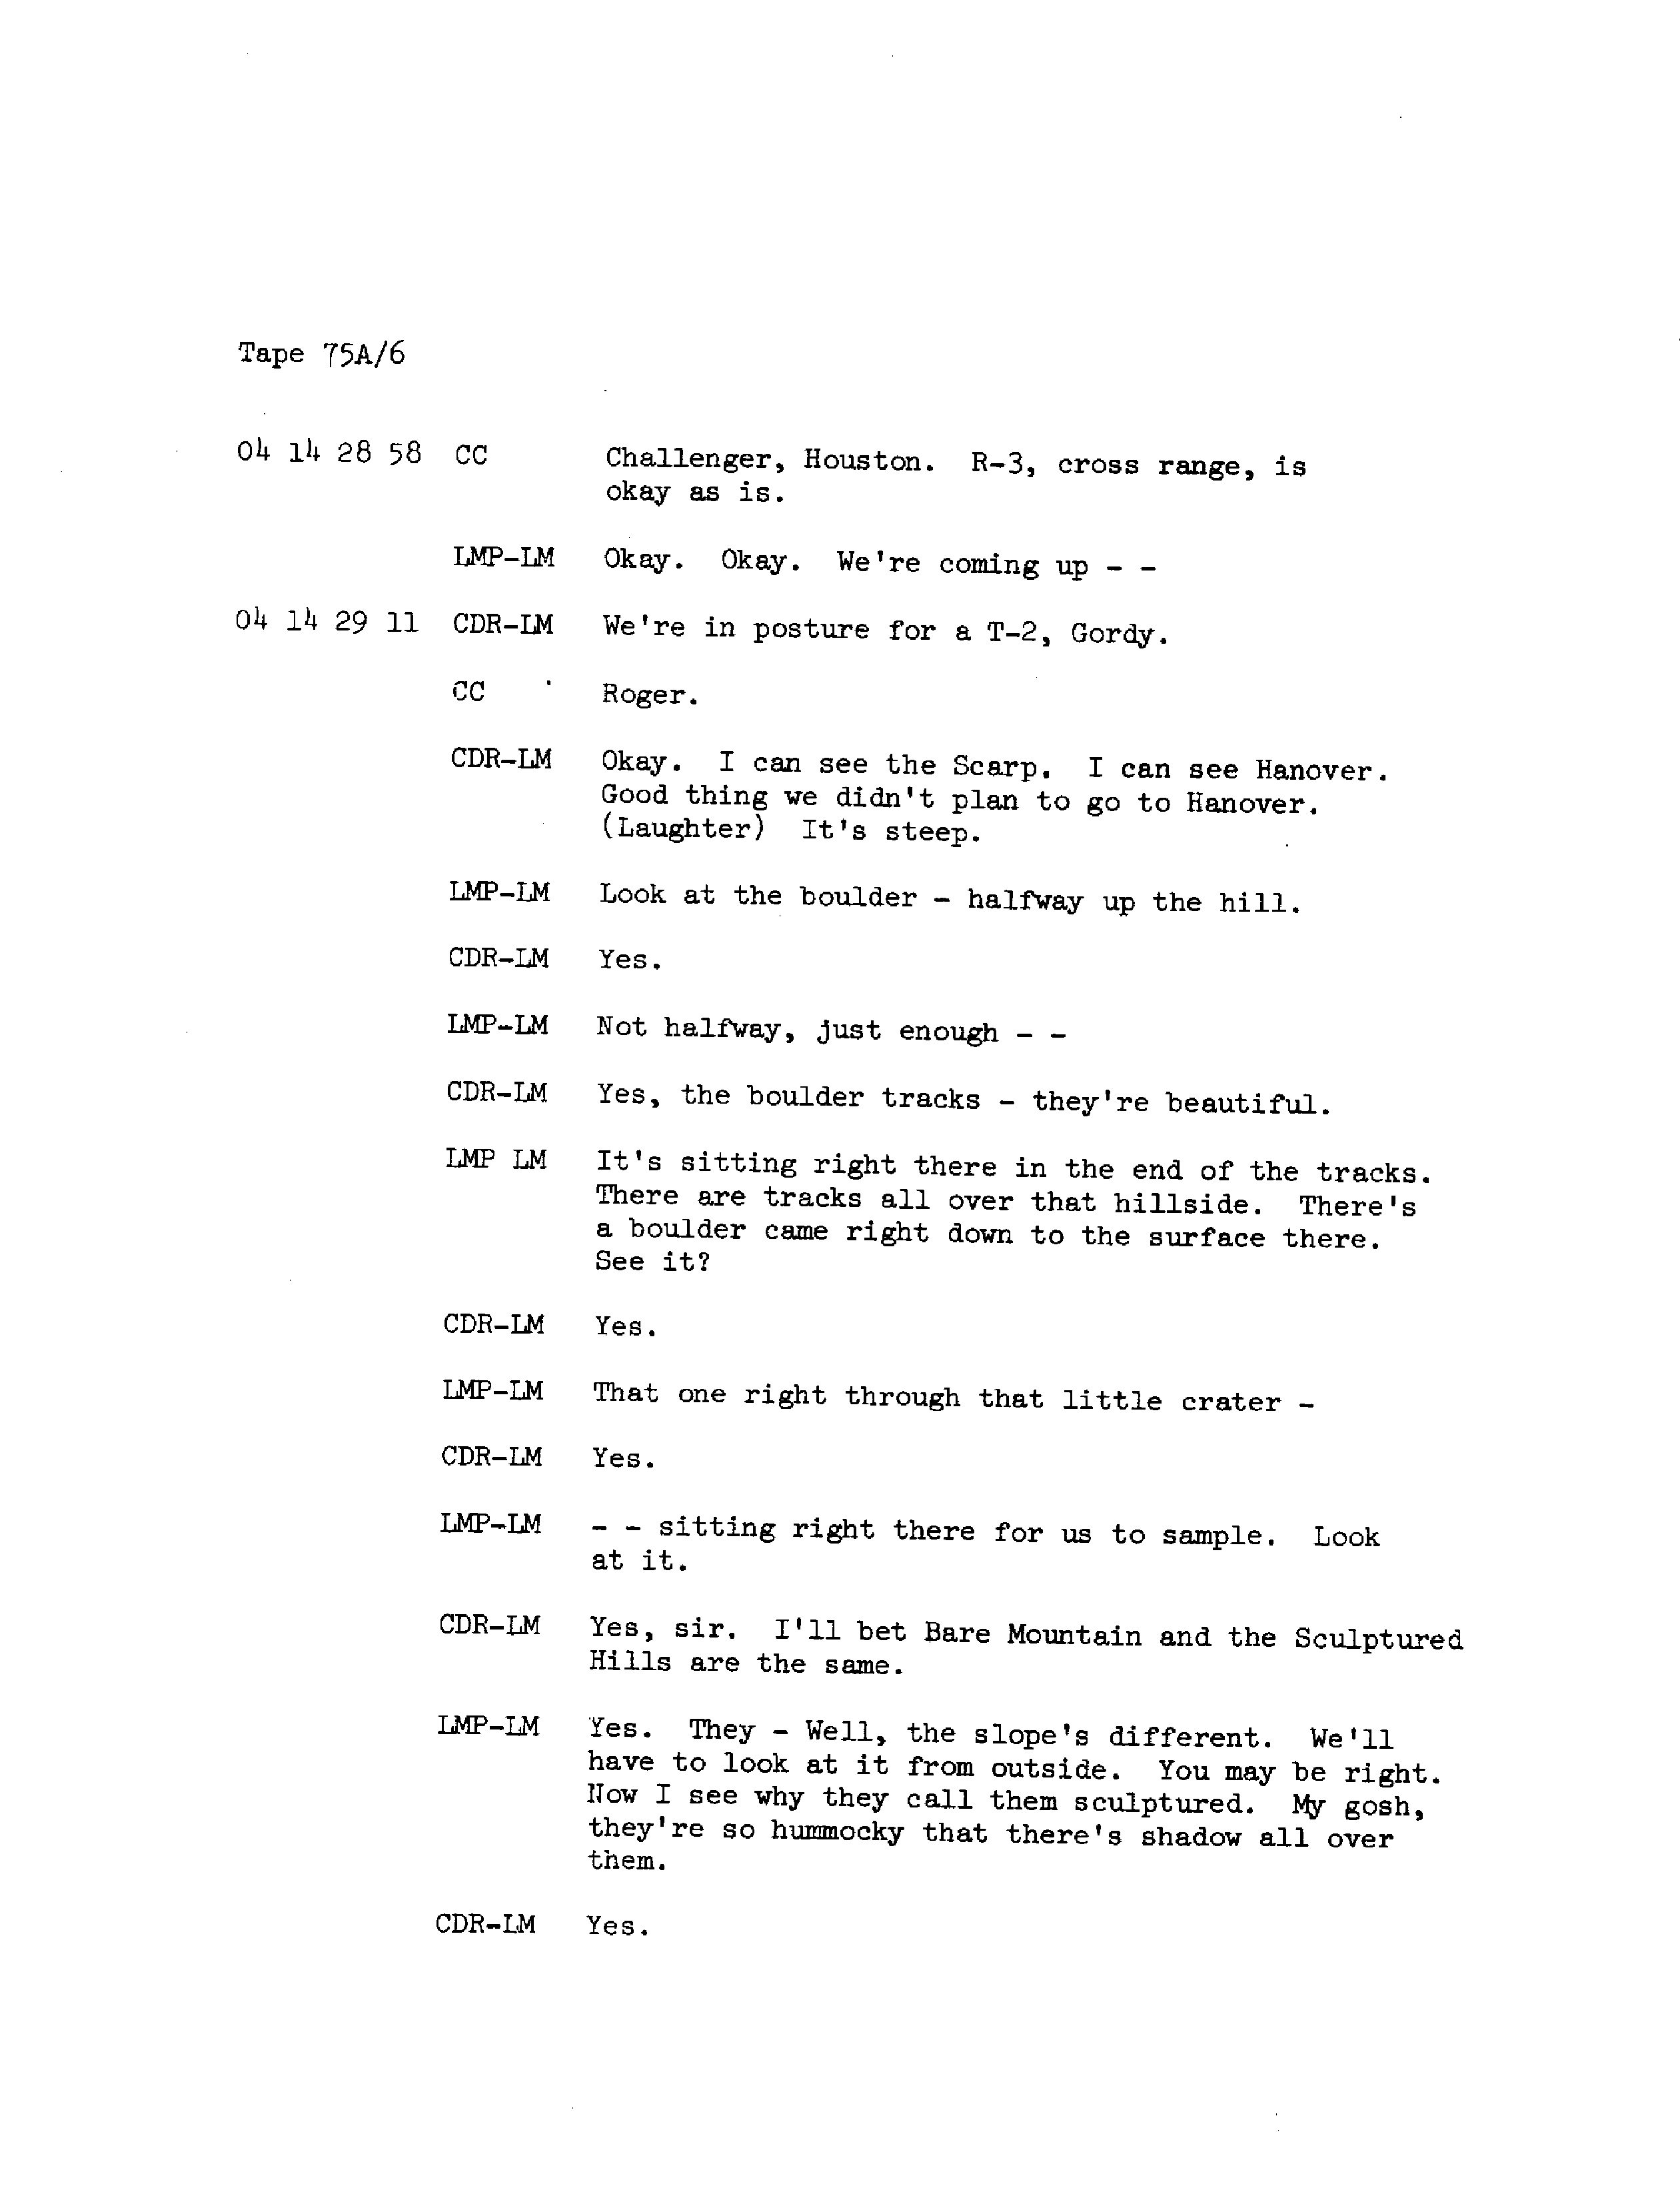 Tape 75A/6
04 14 28 58 CC Challenger, Houston. R-3, cross range, is
okay as is.
LMP-LM Okay. Okay. We're coming up - -
04 14 29 11 CDR-LM We're in posture for a T-2, Gordy.
CC Roger.
CDR-LM Okay. I can see the Scarp. I can see Hanover.
Good thing we didn't plan to go to Hanover.
(Laughter) It's steep.
LMP-LM Look at the boulder - halfway up the hill.
CDR-LM Yes.
LMP-LM Not halfway, just enough - -
CDR-LM Yes, the boulder tracks - they're beautiful.
LMP LM It's sitting right there in the end of the tracks.
There are tracks all over that hillside. There's
a boulder came right down to the surface there.
See it?
CDR-LM Yes.
LMP-LM That one right through that little crater -
CDR-LM Yes.
LMP-LM - - sitting right there for us to sample. Look
at it.
CDR-LM Yes, sir. I'll bet Bare Mountain and the Sculptured
Hills are the same.
LMP-LM Yes. They - Well, the slope's different. We'll
have to look at it from outside. You may be right.
Now I see why they call them sculptured. My gosh,
they're so hummocky that there's shadow all over
them.
CDR-LM Yes.